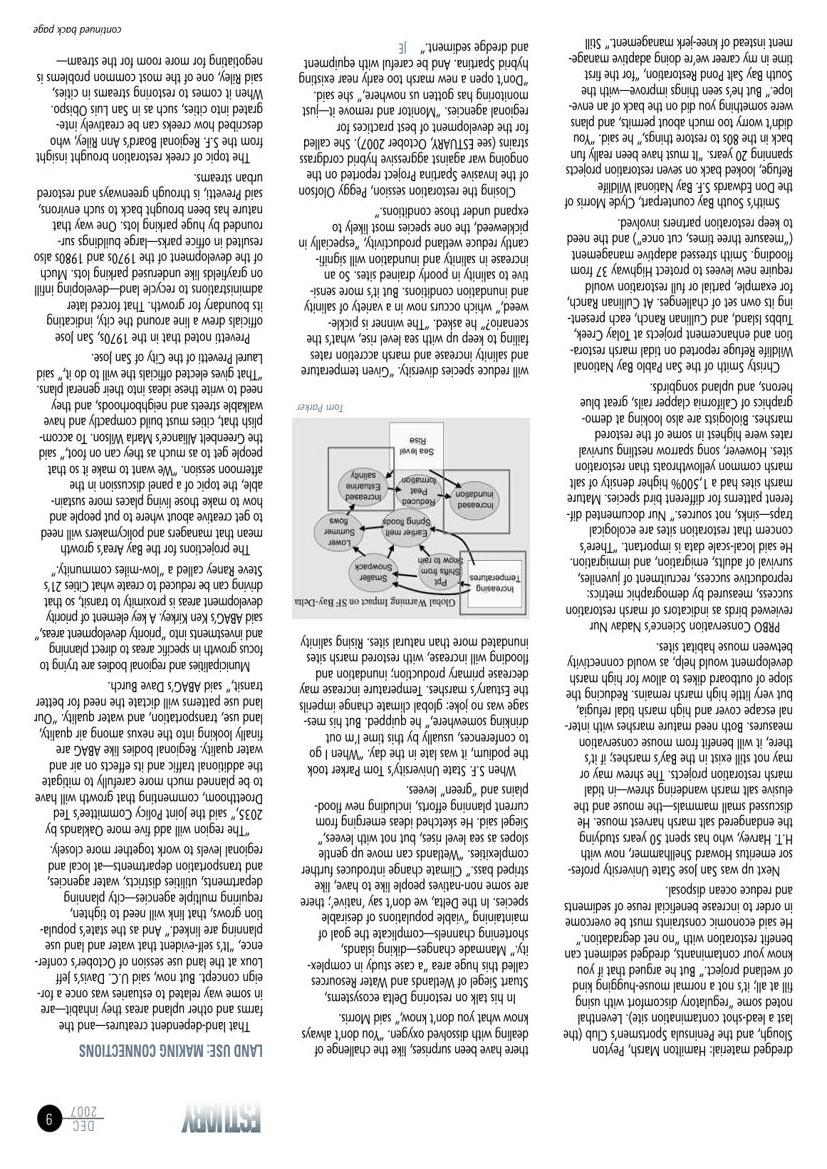 DEC
2007
9
ESTUARY
dredged material: Hamilton Marsh, Peyton
Slough, and the Peninsula Sportsmen's Club (the
last a lead-shot contamination site). Leventhal
noted some "regulatory discomfort with using
fill at all; it's not a normal mouse-hugging kind
of wetland project." But he argued that if you
know your contaminants, dredged sediment can
benefit restoration with "no net degradation."
He said economic constraints must be overcome
in order to increase beneficial reuse of sediments
and reduce ocean disposal.
Next up was San Jose State University profes-
sor emeritus Howard Shellhammer, now with
H.T. Harvey, who has spent 50 years studying
the endangered salt marsh harvest mouse. He
discussed small mammals—the mouse and the
elusive salt marsh wandering shrew—in tidal
marsh restoration projects. The shrew may or
may not still exist in the Bay's marshes; if it's
there, it will benefit from mouse conservation
measures. Both need mature marshes with inter-
nal escape cover and high marsh tidal refugia,
but very little high marsh remains. Reducing the
slope of outboard dikes to allow for high marsh
development would help, as would connectivity
between mouse habitat sites.
PRBO Conservation Science's Nadav Nur
reviewed birds as indicators of marsh restoration
success, measured by demographic metrics:
reproductive success, recruitment of juveniles,
survival of adults, emigration, and immigration.
He said local-scale data is important. "There's
concern that restoration sites are ecological
traps—sinks, not sources." Nur documented dif-
ferent patterns for different bird species. Mature
marsh sites had a 1,500% higher density of salt
marsh common yellowthroats than restoration
sites. However, song sparrow nestling survival
rates were highest in some of the restored
marshes. Biologists are also looking at demo-
graphics of California clapper rails, great blue
herons, and upland songbirds.
Christy Smith of the San Pablo Bay National
Wildlife Refuge reported on tidal marsh restora-
tion and enhancement projects at Tolay Creek,
Tubbs Island, and Cullinan Ranch, each present-
ing its own set of challenges. At Cullinan Ranch,
for example, partial or full restoration would
require new levees to protect Highway 37 from
flooding. Smith stressed adaptive management
("measure three times, cut once") and the need
to keep restoration partners involved.
Smith's South Bay counterpart, Clyde Morris of
the Don Edwards S.F. Bay National Wildlife
Refuge, looked back on seven restoration projects
spanning 20 years. "It must have been really fun
back in the 80s to restore things," he said. "You
didn't worry too much about permits, and plans
were something you did on the back of an enve-
lope." But he's seen things improve—with the
South Bay Salt Pond Restoration, "for the first
time in my career we're doing adaptive manage-
ment instead of knee-jerk management." Still
there have been surprises, like the challenge of
dealing with dissolved oxygen. "You don't always
know what you don't know," said Morris.
In his talk on restoring Delta ecosystems,
Stuart Siegel of Wetlands and Water Resources
called this huge area "a case study in complex-
ity." Manmade changes—diking islands,
shortening channels—complicate the goal of
maintaining "viable populations of desirable
species. In the Delta, we don't say 'native'; there
are some non-natives people like to have, like
striped bass." Climate change introduces further
complexities. "Wetlands can move up gentle
slopes as sea level rises, but not with levees,"
Siegel said. He sketched ideas emerging from
current planning efforts, including new flood-
plains and "green" levees.
When S.F. State University's Tom Parker took
the podium, it was late in the day. "When I go
to conferences, usually by this time I'm out
drinking somewhere," he quipped. But his mes-
sage was no joke: global climate change imperils
the Estuary's marshes. Temperature increase may
decrease primary production; inundation and
flooding will increase, with restored marsh sites
inundated more than natural sites. Rising salinity
Global Warming Impact on SF Bay-Delta
Increasing
Temperatures
Ppt
Shifts from
Snow to rain
Smaller
Snowpack
Earlier melt
Spring floods
Lower
Summer
flows
Increased
inundation
Reduced
Peat
formation
Increased
Estuarine
salinity
Sea level
Rise
Tom Parker
will reduce species diversity. "Given temperature
and salinity increase and marsh accretion rates
failing to keep up with sea level rise, what's the
scenario?" he asked. "The winner is pickle-
weed," which occurs now in a variety of salinity
and inundation conditions. But it's more sensi-
tive to salinity in poorly drained sites. So an
increase in salinity and inundation will signifi-
cantly reduce wetland productivity, "especially in
pickleweed, the one species most likely to
expand under those conditions."
Closing the restoration session, Peggy Olofson
of the Invasive Spartina Project reported on the
ongoing war against aggressive hybrid cordgrass
strains (see ESTUARY, October 2007). She called
for the development of best practices for
regional agencies. "Monitor and remove it—just
monitoring has gotten us nowhere," she said.
"Don't open a new marsh too early near existing
hybrid Spartina. And be careful with equipment
and dredge sediment." JE
LAND USE: MAKING CONNECTIONS
That land-dependent creatures—and the
farms and other upland areas they inhabit—are
in some way related to estuaries was once a for-
eign concept. But now, said U.C. Davis's Jeff
Loux at the land use session of October's confer-
ence, "It's self-evident that water and land use
planning are linked." And as the state's popula-
tion grows, that link will need to tighten,
requiring multiple agencies—city planning
departments, utilities districts, water agencies,
and transportation departments—at local and
regional levels to work together more closely.
"The region will add five more Oaklands by
2035," said the Joint Policy Committee's Ted
Droettboom, commenting that growth will have
to be planned much more carefully to mitigate
the additional traffic and its effects on air and
water quality. Regional bodies like ABAG are
finally looking into the nexus among air quality,
land use, transportation, and water quality. "Our
land use patterns will dictate the need for better
transit," said ABAG's Dave Burch.
Municipalities and regional bodies are trying to
focus growth in specific areas to direct planning
and investments into "priority development areas,"
said ABAG's Ken Kirkey. A key element of priority
development areas is proximity to transit, so that
driving can be reduced to create what Cities 21's
Steve Raney called a "low-miles community."
The projections for the Bay Area's growth
mean that managers and policymakers will need
to get creative about where to put people and
how to make those living places more sustain-
able, the topic of a panel discussion in the
afternoon session. "We want to make it so that
people get to as much as they can on foot," said
the Greenbelt Alliance's Marla Wilson. To accom-
plish that, cities must build compactly and have
walkable streets and neighborhoods, and they
need to write these ideas into their general plans.
"That gives elected officials the will to do it," said
Laurel Prevetti of the City of San Jose.
Prevetti noted that in the 1970s, San Jose
officials drew a line around the city, indicating
its boundary for growth. That forced later
administrations to recycle land—developing infill
on grayfields like underused parking lots. Much
of the development of the 1970s and 1980s also
resulted in office parks—large buildings sur-
rounded by huge parking lots. One way that
nature has been brought back to such environs,
said Prevetti, is through greenways and restored
urban streams.
The topic of creek restoration brought insight
from the S.F. Regional Board's Ann Riley, who
described how creeks can be creatively inte-
grated into cities, such as in San Luis Obispo.
When it comes to restoring streams in cities,
said Riley, one of the most common problems is
negotiating for more room for the stream—
continued back page